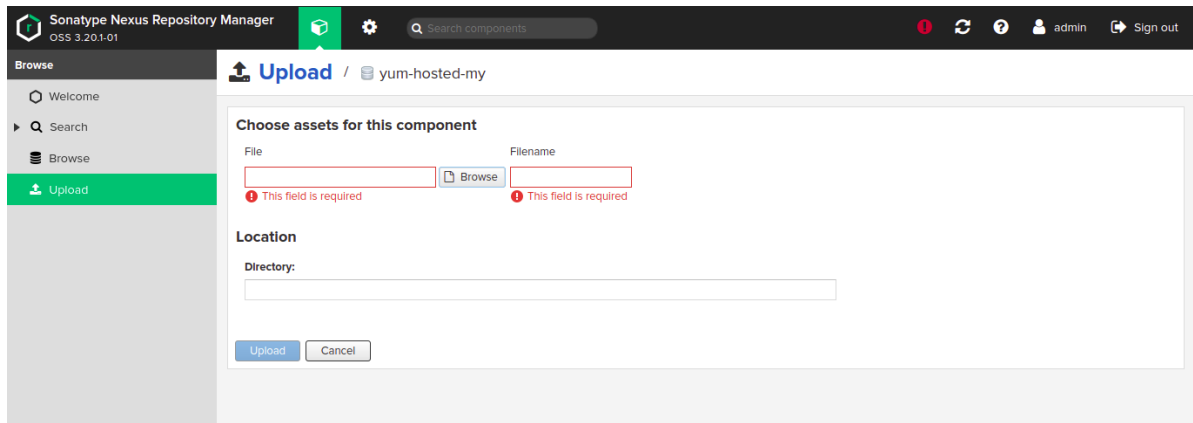 Sonatype Nexus Repository Manager
OSS 3.20.1-01
Search components
admin
Sign out
Browse
Welcome
Search
Browse
Upload
Upload / yum-hosted-my
Choose assets for this component
File Filename
Browse
This field is required This field is required
Location
Directory:
Upload Cancel